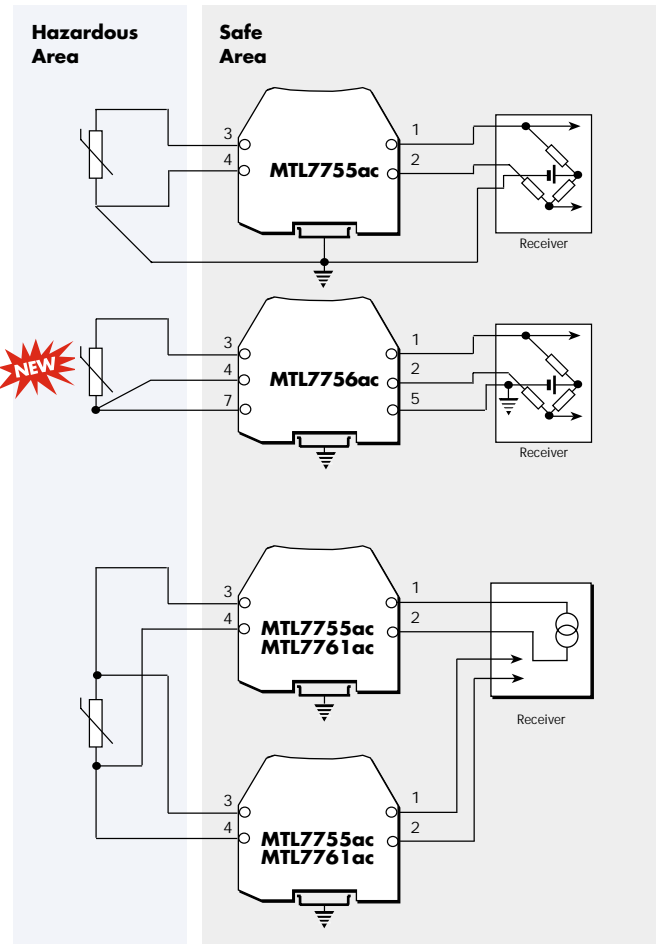 Hazardous
Area
Safe
Area
3
4
MTL7755ac
1
2
Receiver
NEW
3
4
7
MTL7756ac
1
2
5
Receiver
3
4
MTL7755ac
MTL7761ac
1
2
Receiver
3
4
MTL7755ac
MTL7761ac
1
2